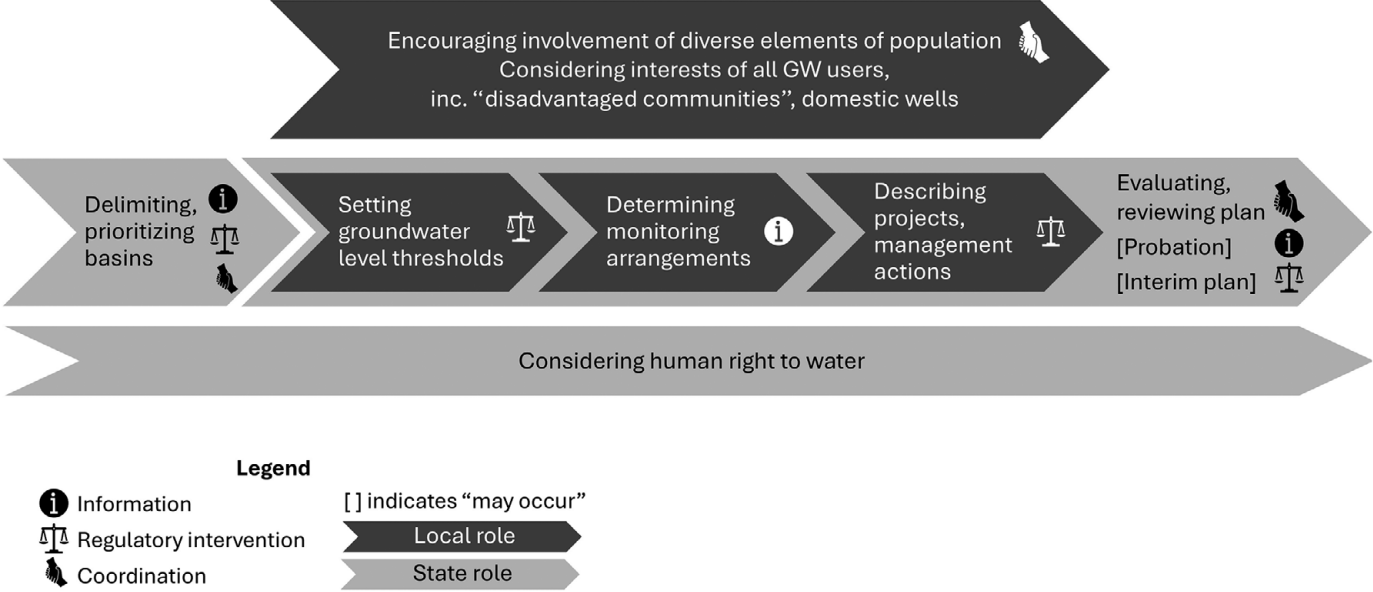 Encouraging involvement of diverse elements of population
Considering interests of all GW users,
inc. “disadvantaged communities”, domestic wells
Delimiting,
prioritizing
basins
Setting
groundwater
level thresholds
Determining
monitoring
arrangements
Describing
projects,
management
actions
Evaluating,
reviewing plan
[Probation]
[Interim plan]
Considering human right to water
Legend
Information
Regulatory intervention
Coordination
[ ] indicates “may occur”
Local role
State role